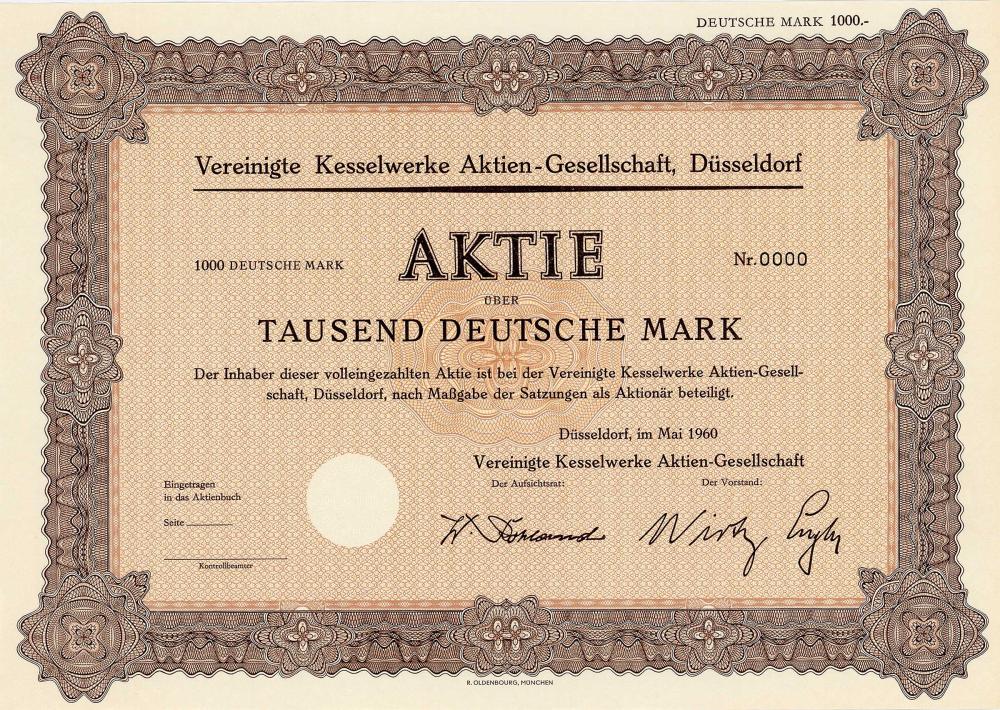 DEUTSCHE MARK 1000.-
Vereinigte Kesselwerke Aktien-Gesellschaft, Düsseldorf
AKTIE
1000 DEUTSCHE MARK
Nr. 0000
ÜBER
TAUSEND DEUTSCHE MARK
Der Inhaber dieser volleingezahlten Aktie ist bei der Vereinigte Kesselwerke Aktien-Gesell-
schaft, Düsseldorf, nach Maßgabe der Satzungen als Aktionär beteiligt.
Düsseldorf, im Mai 1960
Vereinigte Kesselwerke Aktien-Gesellschaft
Der Aufsichtsrat:
Der Vorstand:
Eingetragen
in das Aktienbuch
Seite
Kontrollbeamter
R. OLDENBOURG, MÜNCHEN